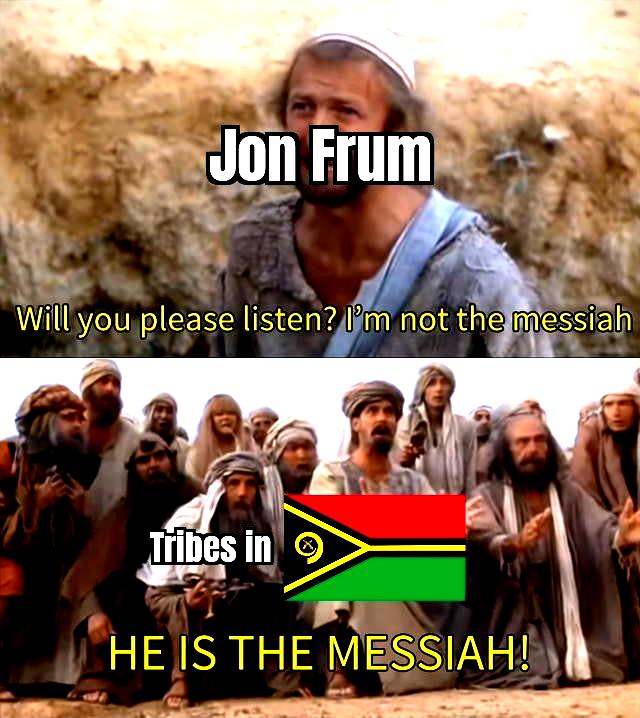 Jon Frum
Will you please listen? I'm not the messiah
Tribes in
HE IS THE MESSIAH!